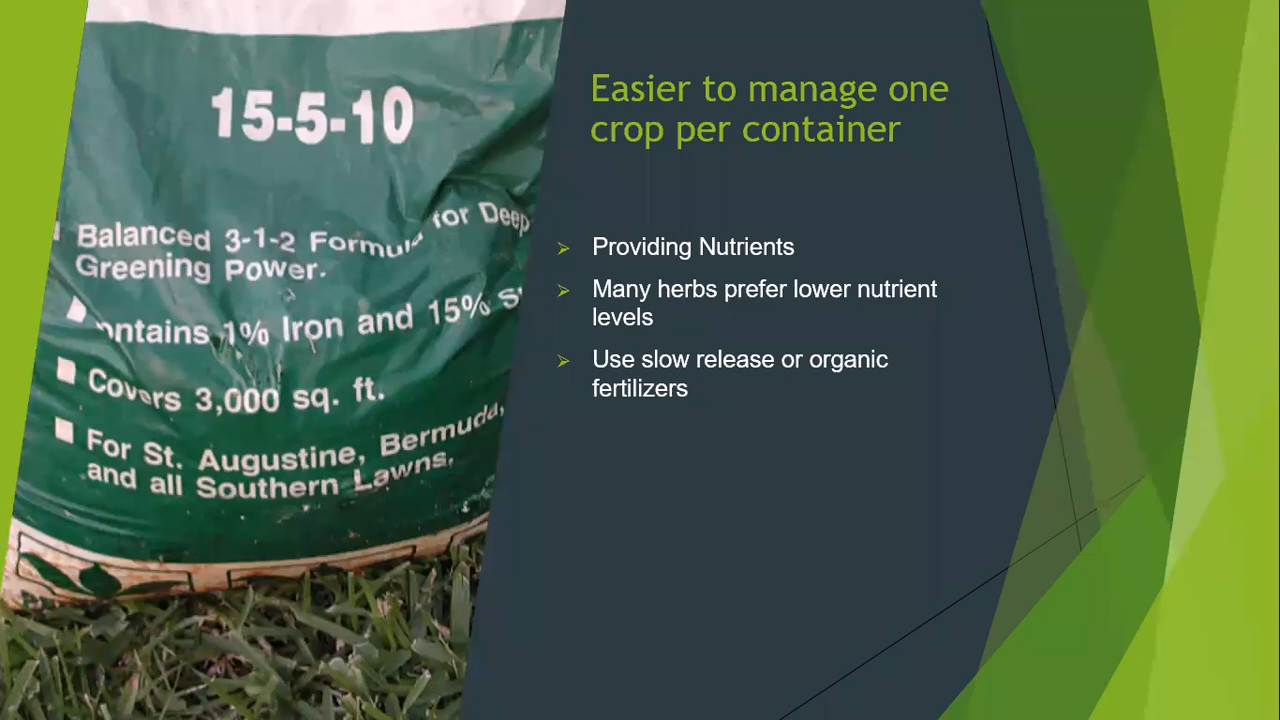 15-5-10
Balanced 3-1-2 Formula for Deep
Greening Power.
ontains 1% Iron and 15%
Covers 3,000 sq. ft.
For St. Augustine, Bermuda,
and all Southern Lawns.
Easier to manage one
crop per container
Providing Nutrients
Many herbs prefer lower nutrient
levels
Use slow release or organic
fertilizers